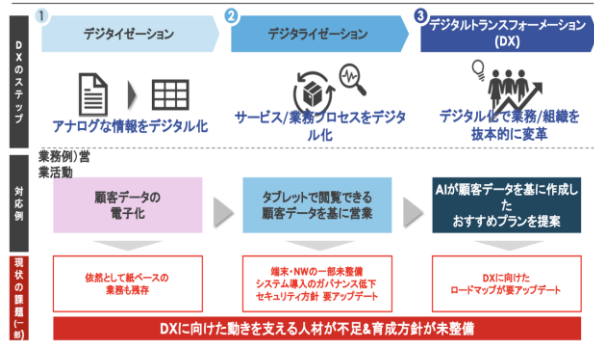 DXのステップ
1
デジタイゼーション
2
デジタライゼーション
3
デジタルトランスフォーメーション
(DX)
アナログな情報をデジタル化
サービス/業務プロセスをデジタ
ル化
デジタル化で業務/組織を
抜本的に変革
対応例
業務例)営
業活動
顧客データの
電子化
タブレットで閲覧できる
顧客データを基に営業
AIが顧客データを基に作成し
た
おすすめプランを提案
現状の課題(一部)
依然として紙ベースの
業務も残存
端末・NWの一部未整備
システム導入のガバナンス低下
セキュリティ方針 要アップデート
DXに向けた
ロードマップが要アップデート
DXに向けた動きを支える人材が不足&育成方針が未整備